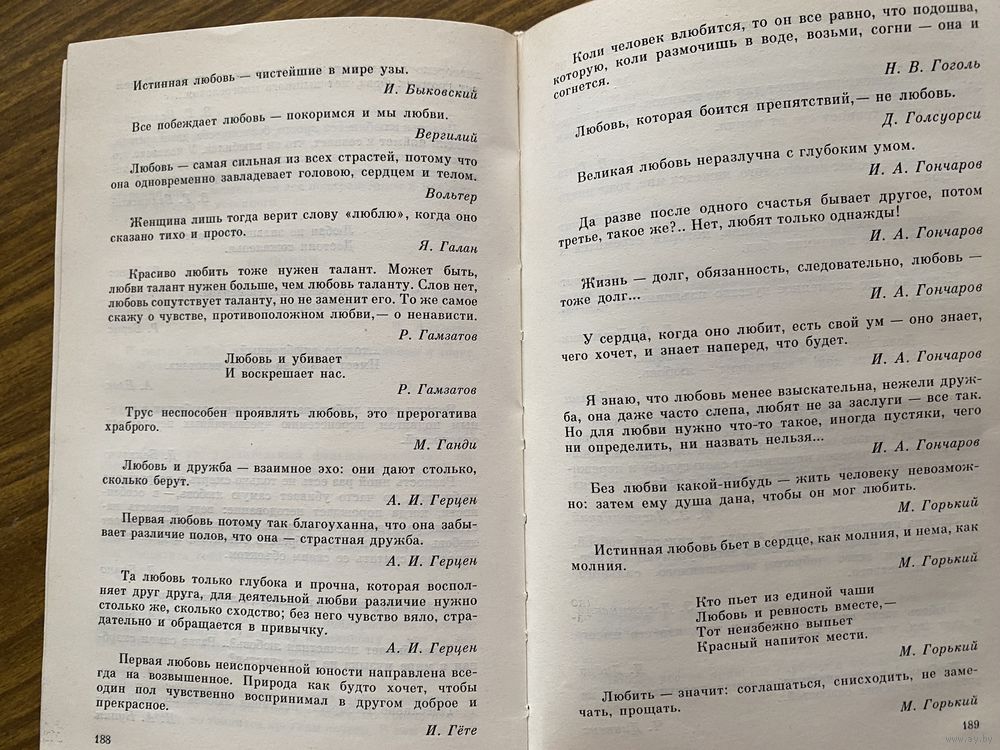 Истинная любовь — чистейшие в мире узы.
И. Быковский
Все побеждает любовь — покоримся и мы любви.
Вергилий
Любовь — самая сильная из всех страстей, потому что
она одновременно завладевает головою, сердцем и телом.
Вольтер
Женщина лишь тогда верит слову «люблю», когда оно
сказано тихо и просто.
Я. Галан
Красиво любить тоже нужен талант. Может быть,
любви талант нужен больше, чем любовь таланту. Слов нет,
любовь сопутствует таланту, но не заменит его. То же самое
скажу о чувстве, противоположном любви,— о ненависти.
Р. Гамзатов
Любовь и убивает
И воскрешает нас.
Р. Гамзатов
Трус неспособен проявлять любовь, это прерогатива
храброго.
М. Ганди
Любовь и дружба — взаимное эхо: они дают столько,
сколько берут.
А. И. Герцен
Первая любовь потому так благоуханна, что она забы-
вает различие полов, что она — страстная дружба.
А. И. Герцен
Та любовь только глубока и прочна, которая воспол-
няет друг друга, для деятельной любви различие нужно
столько же, сколько сходство; без него чувство вяло, стра-
дательно и обращается в привычку.
А. И. Герцен
Первая любовь неиспорченной юности направлена все-
гда на возвышенное. Природа как будто хочет, чтобы
один пол чувственно воспринимал в другом доброе и
прекрасное.
И. Гёте
188
Коли человек влюбится, то он все равно, что подошва,
которую, коли размочишь в воде, возьми, согни — она и
согнется.
Н. В. Гоголь
Любовь, которая боится препятствий,— не любовь.
Д. Голсуорси
Великая любовь неразлучна с глубоким умом.
И. А. Гончаров
Да разве после одного счастья бывает другое, потом
третье, такое же?.. Нет, любят только однажды!
И. А. Гончаров
Жизнь — долг, обязанность, следовательно, любовь —
тоже долг...
И. А. Гончаров
У сердца, когда оно любит, есть свой ум — оно знает,
чего хочет, и знает наперед, что будет.
И. А. Гончаров
Я знаю, что любовь менее взыскательна, нежели друж-
ба, она даже часто слепа, любят не за заслуги — все так.
Но для любви нужно что-то такое, иногда пустяки, чего
ни определить, ни назвать нельзя...
И. А. Гончаров
Без любви какой-нибудь — жить человеку невозмож-
но: затем ему душа дана, чтобы он мог любить.
М. Горький
Истинная любовь бьет в сердце, как молния, и нема, как
молния.
М. Горький
Кто пьет из единой чаши
Любовь и ревность вместе,—
Тот неизбежно выпьет
Красный напиток мести.
М. Горький
Любить — значит: соглашаться, снисходить, не заме-
чать, прощать.
М. Горький
189
www.ay.by